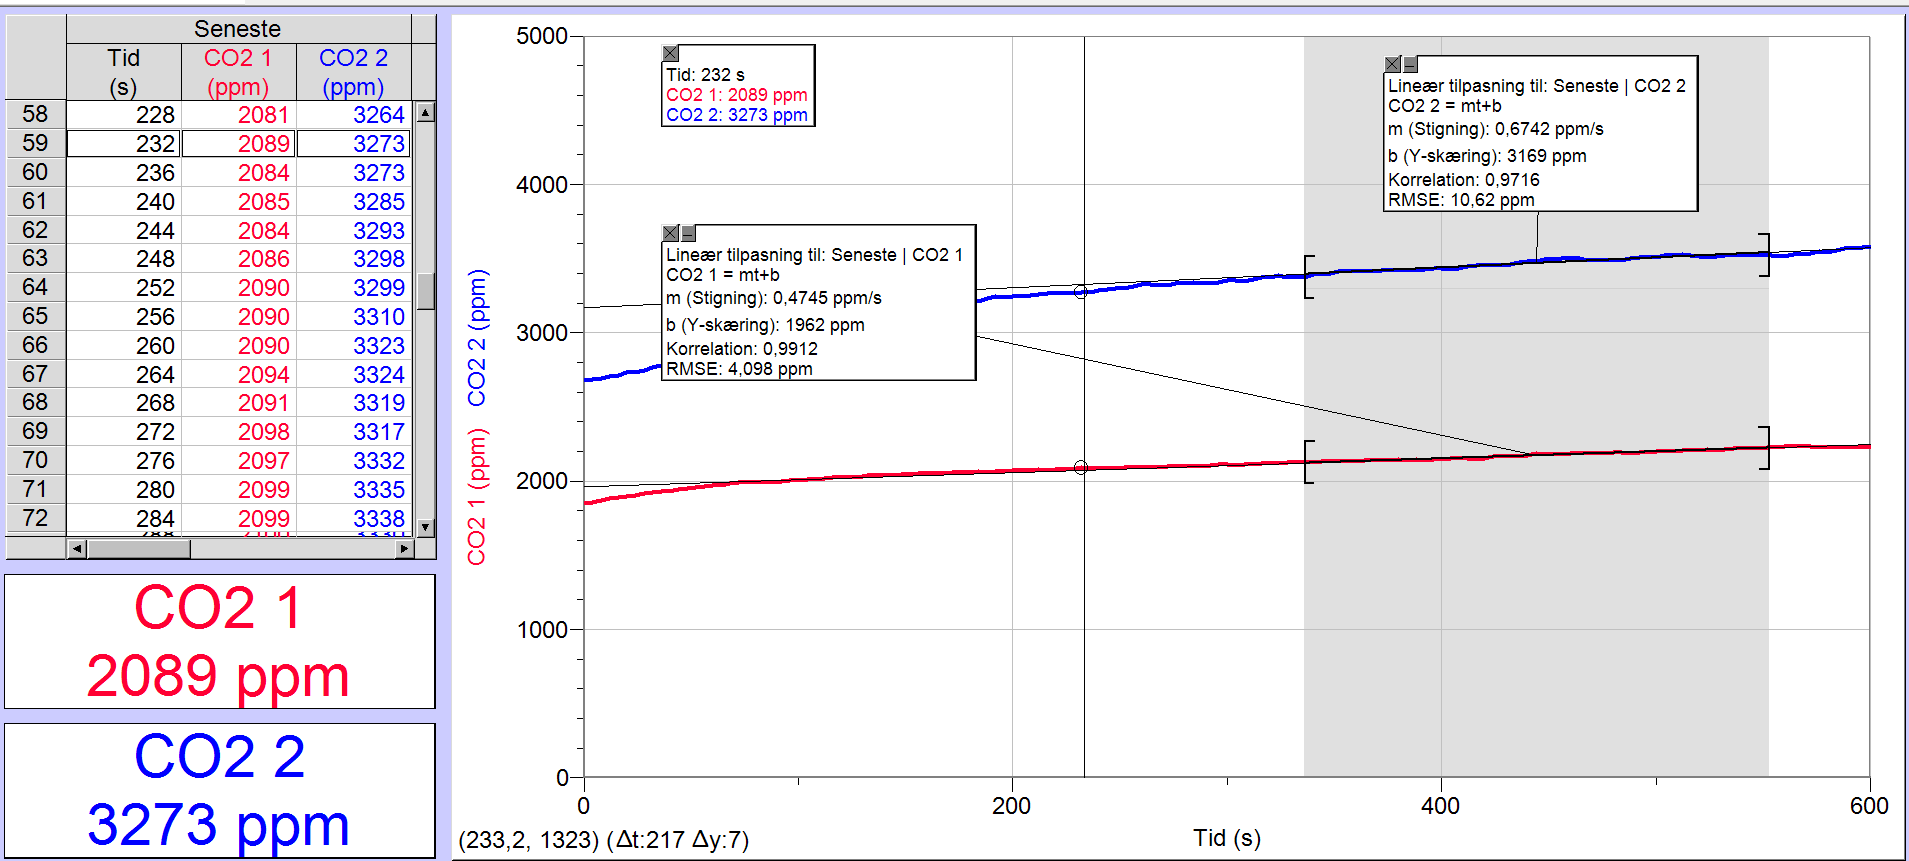 Seneste
Tid CO2 1 CO2 2
(s) (ppm) (ppm)
58 228 2081 3264
59 232 2089 3273
60 236 2084 3273
61 240 2085 3285
62 244 2084 3293
63 248 2086 3298
64 252 2090 3299
65 256 2090 3310
66 260 2090 3323
67 264 2094 3324
68 268 2091 3319
69 272 2098 3317
70 276 2097 3332
71 280 2099 3335
72 284 2099 3338
CO2 1
2089 ppm
CO2 2
3273 ppm
CO2 1 (ppm) CO2 2 (ppm)
5000
4000
3000
2000
1000
0
Tid: 232 s
CO2 1: 2089 ppm
CO2 2: 3273 ppm
Lineær tilpasning til: Seneste | CO2 2
CO2 2 = mt+b
m (Stigning): 0,6742 ppm/s
b (Y-skæring): 3169 ppm
Korrelation: 0,9716
RMSE: 10,62 ppm
Lineær tilpasning til: Seneste | CO2 1
CO2 1 = mt+b
m (Stigning): 0,4745 ppm/s
b (Y-skæring): 1962 ppm
Korrelation: 0,9912
RMSE: 4,098 ppm
0 200 400 600
Tid (s)
(233,2, 1323) (Δt:217 Δy:7)